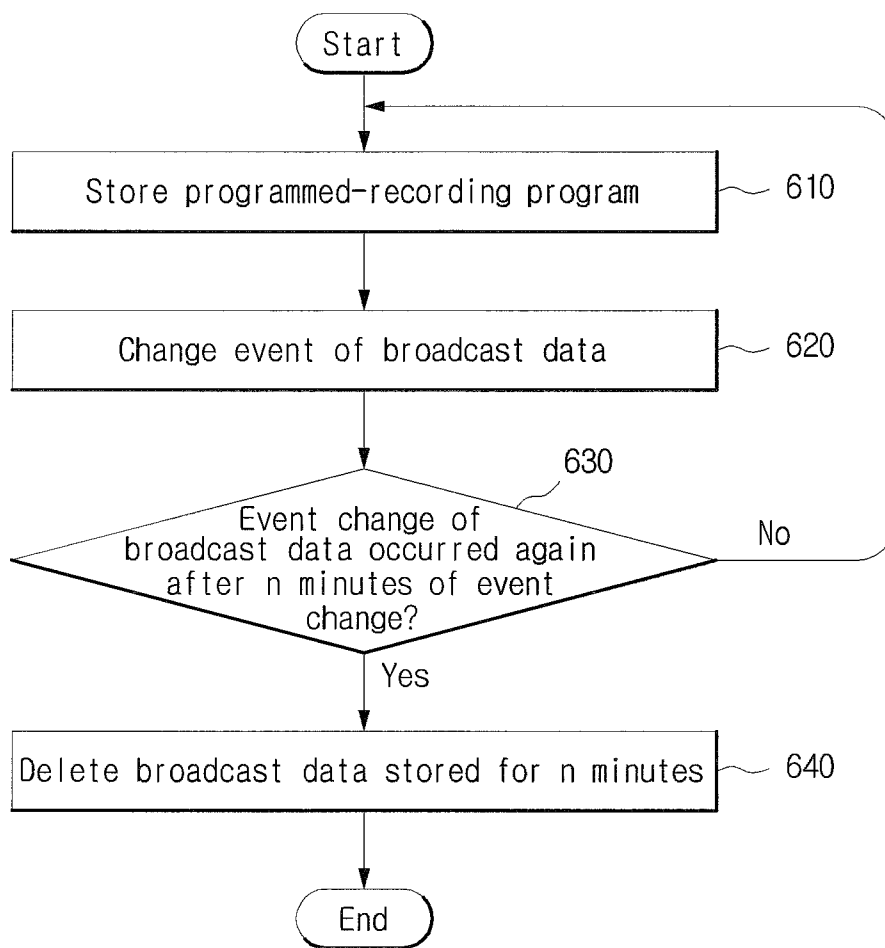 Start
Store programmed-recording program
610
Change event of broadcast data
620
630
Event change of
broadcast data occurred again
after n minutes of event
change?
No
Yes
Delete broadcast data stored for n minutes
640
End